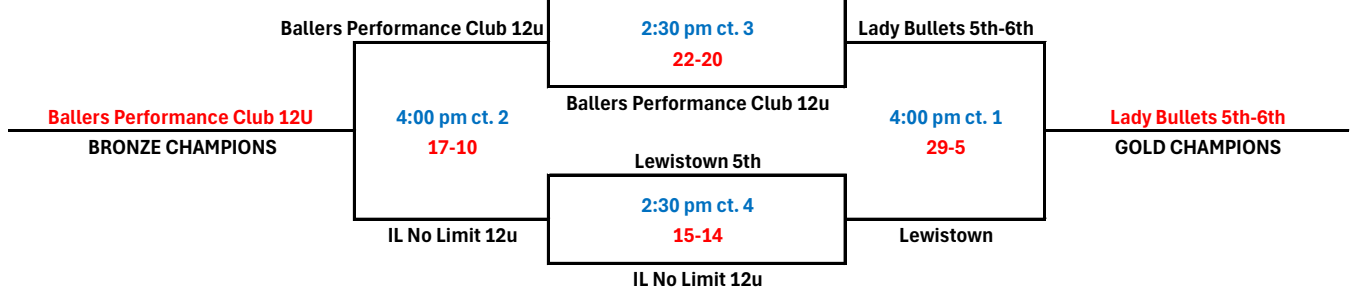 Ballers Performance Club 12u
2:30 pm ct. 3
Lady Bullets 5th-6th
22-20
Ballers Performance Club 12u
Ballers Performance Club 12U
4:00 pm ct. 2
4:00 pm ct. 1
Lady Bullets 5th-6th
BRONZE CHAMPIONS
17-10
29-5
GOLD CHAMPIONS
Lewistown 5th
2:30 pm ct. 4
IL No Limit 12u
15-14
Lewistown
IL No Limit 12u